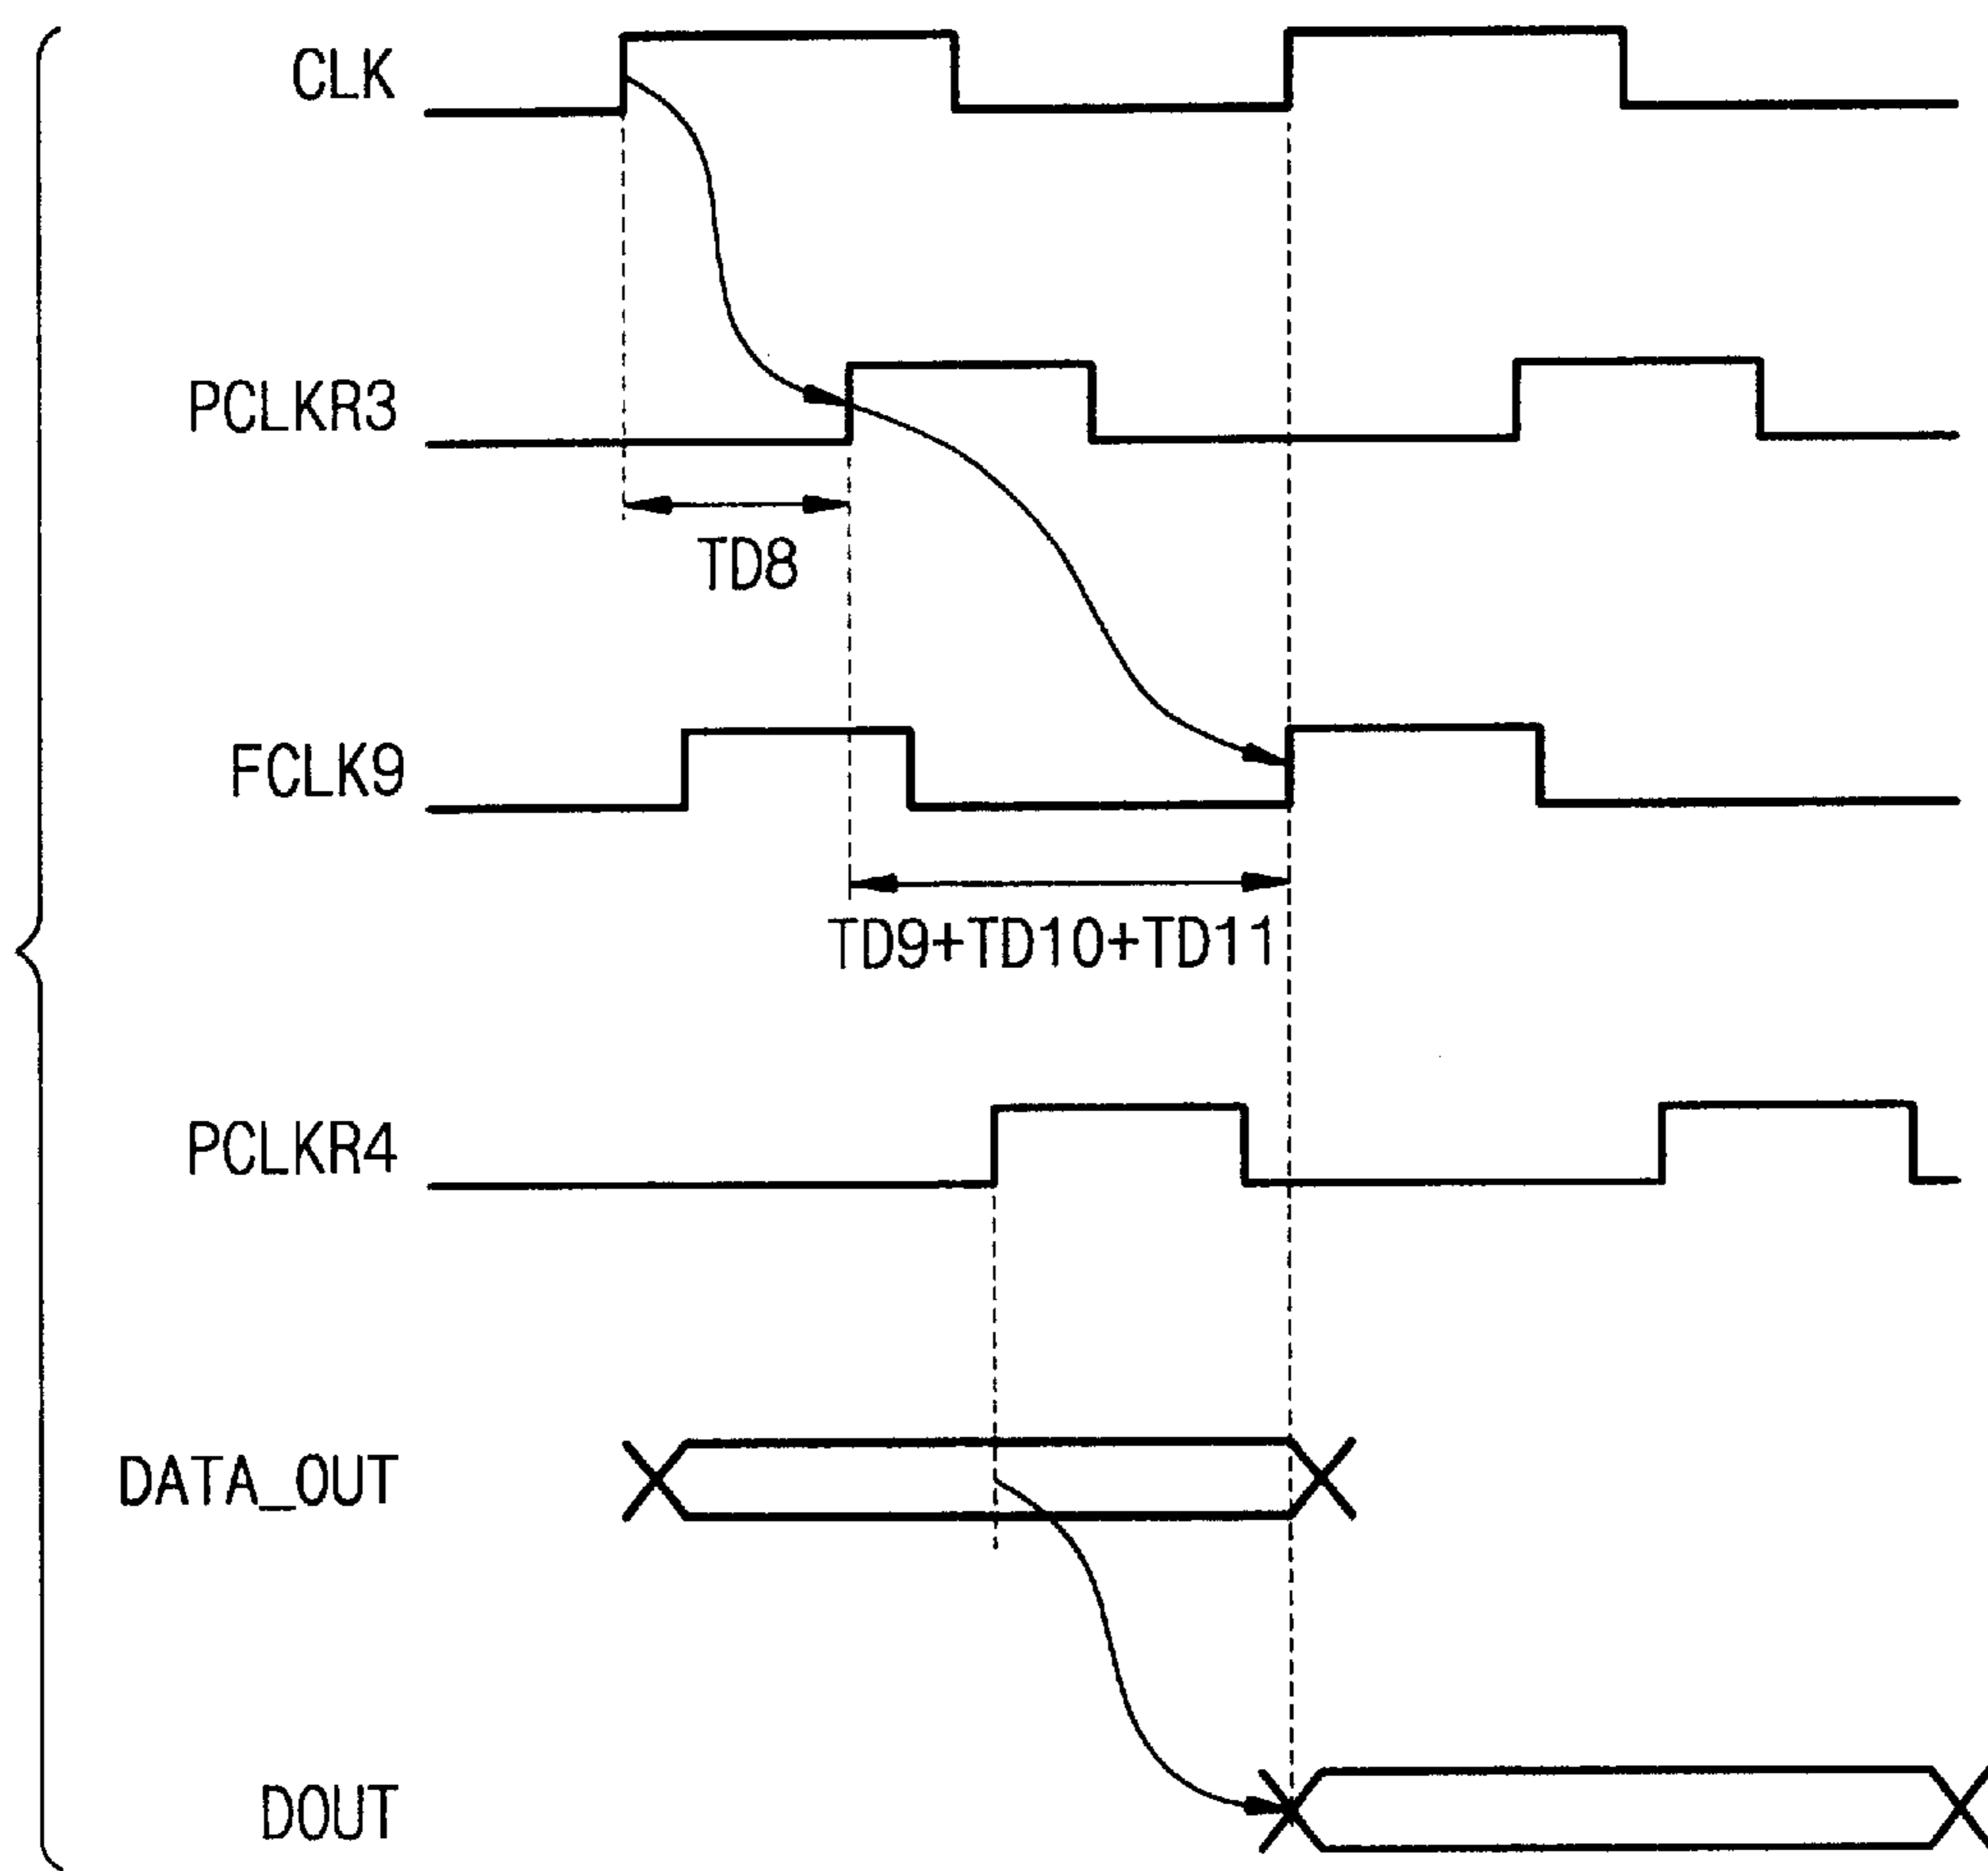 CLK
PCLKR3
TD8
FCLK9
TD9+TD10+TD11
PCLKR4
DATA_OUT
DOUT